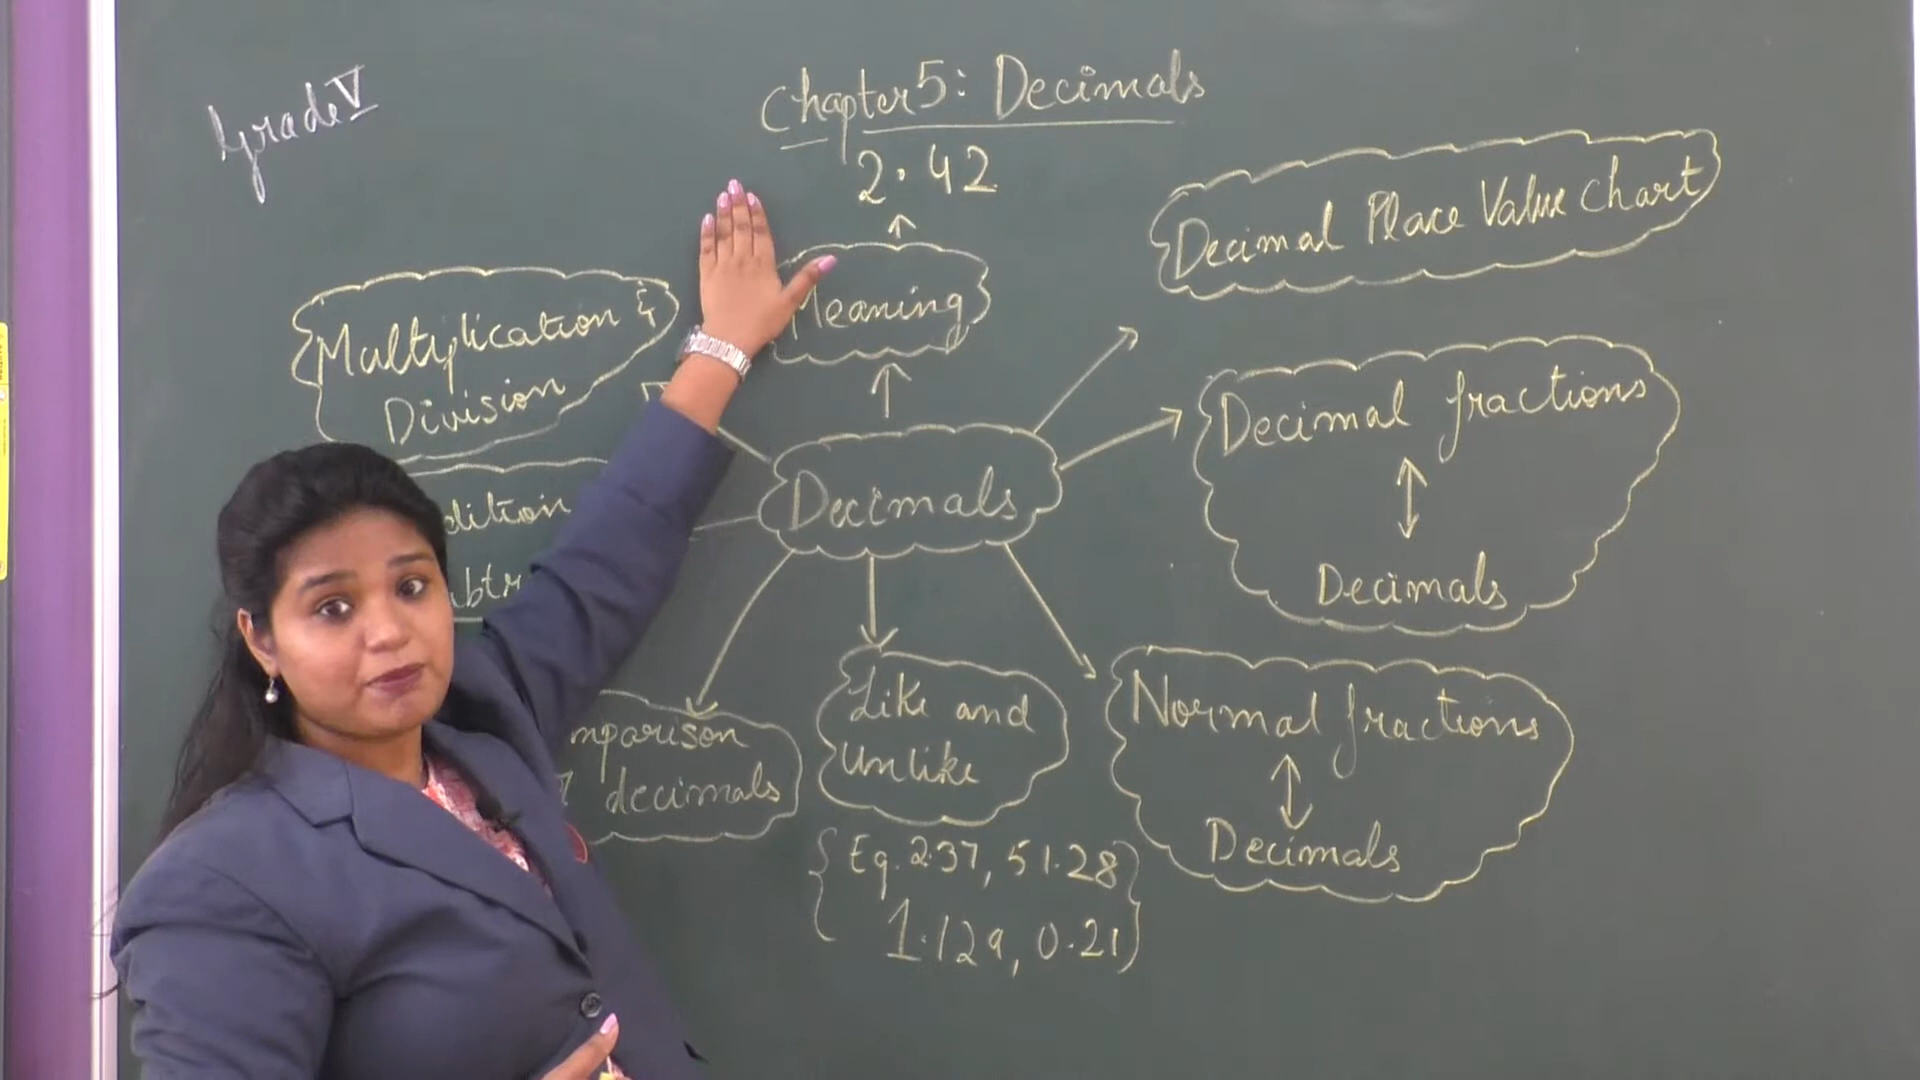 Grade V
Chapter 5: Decimals
2.42
Decimal Place Value Chart
Meaning
Multiplication &
Division
Decimal fractions
Decimals
Decimals
decimals
Like and
Unlike
Normal fractions
Decimals
Eg. 2.37, 51.28
1.129, 0.21